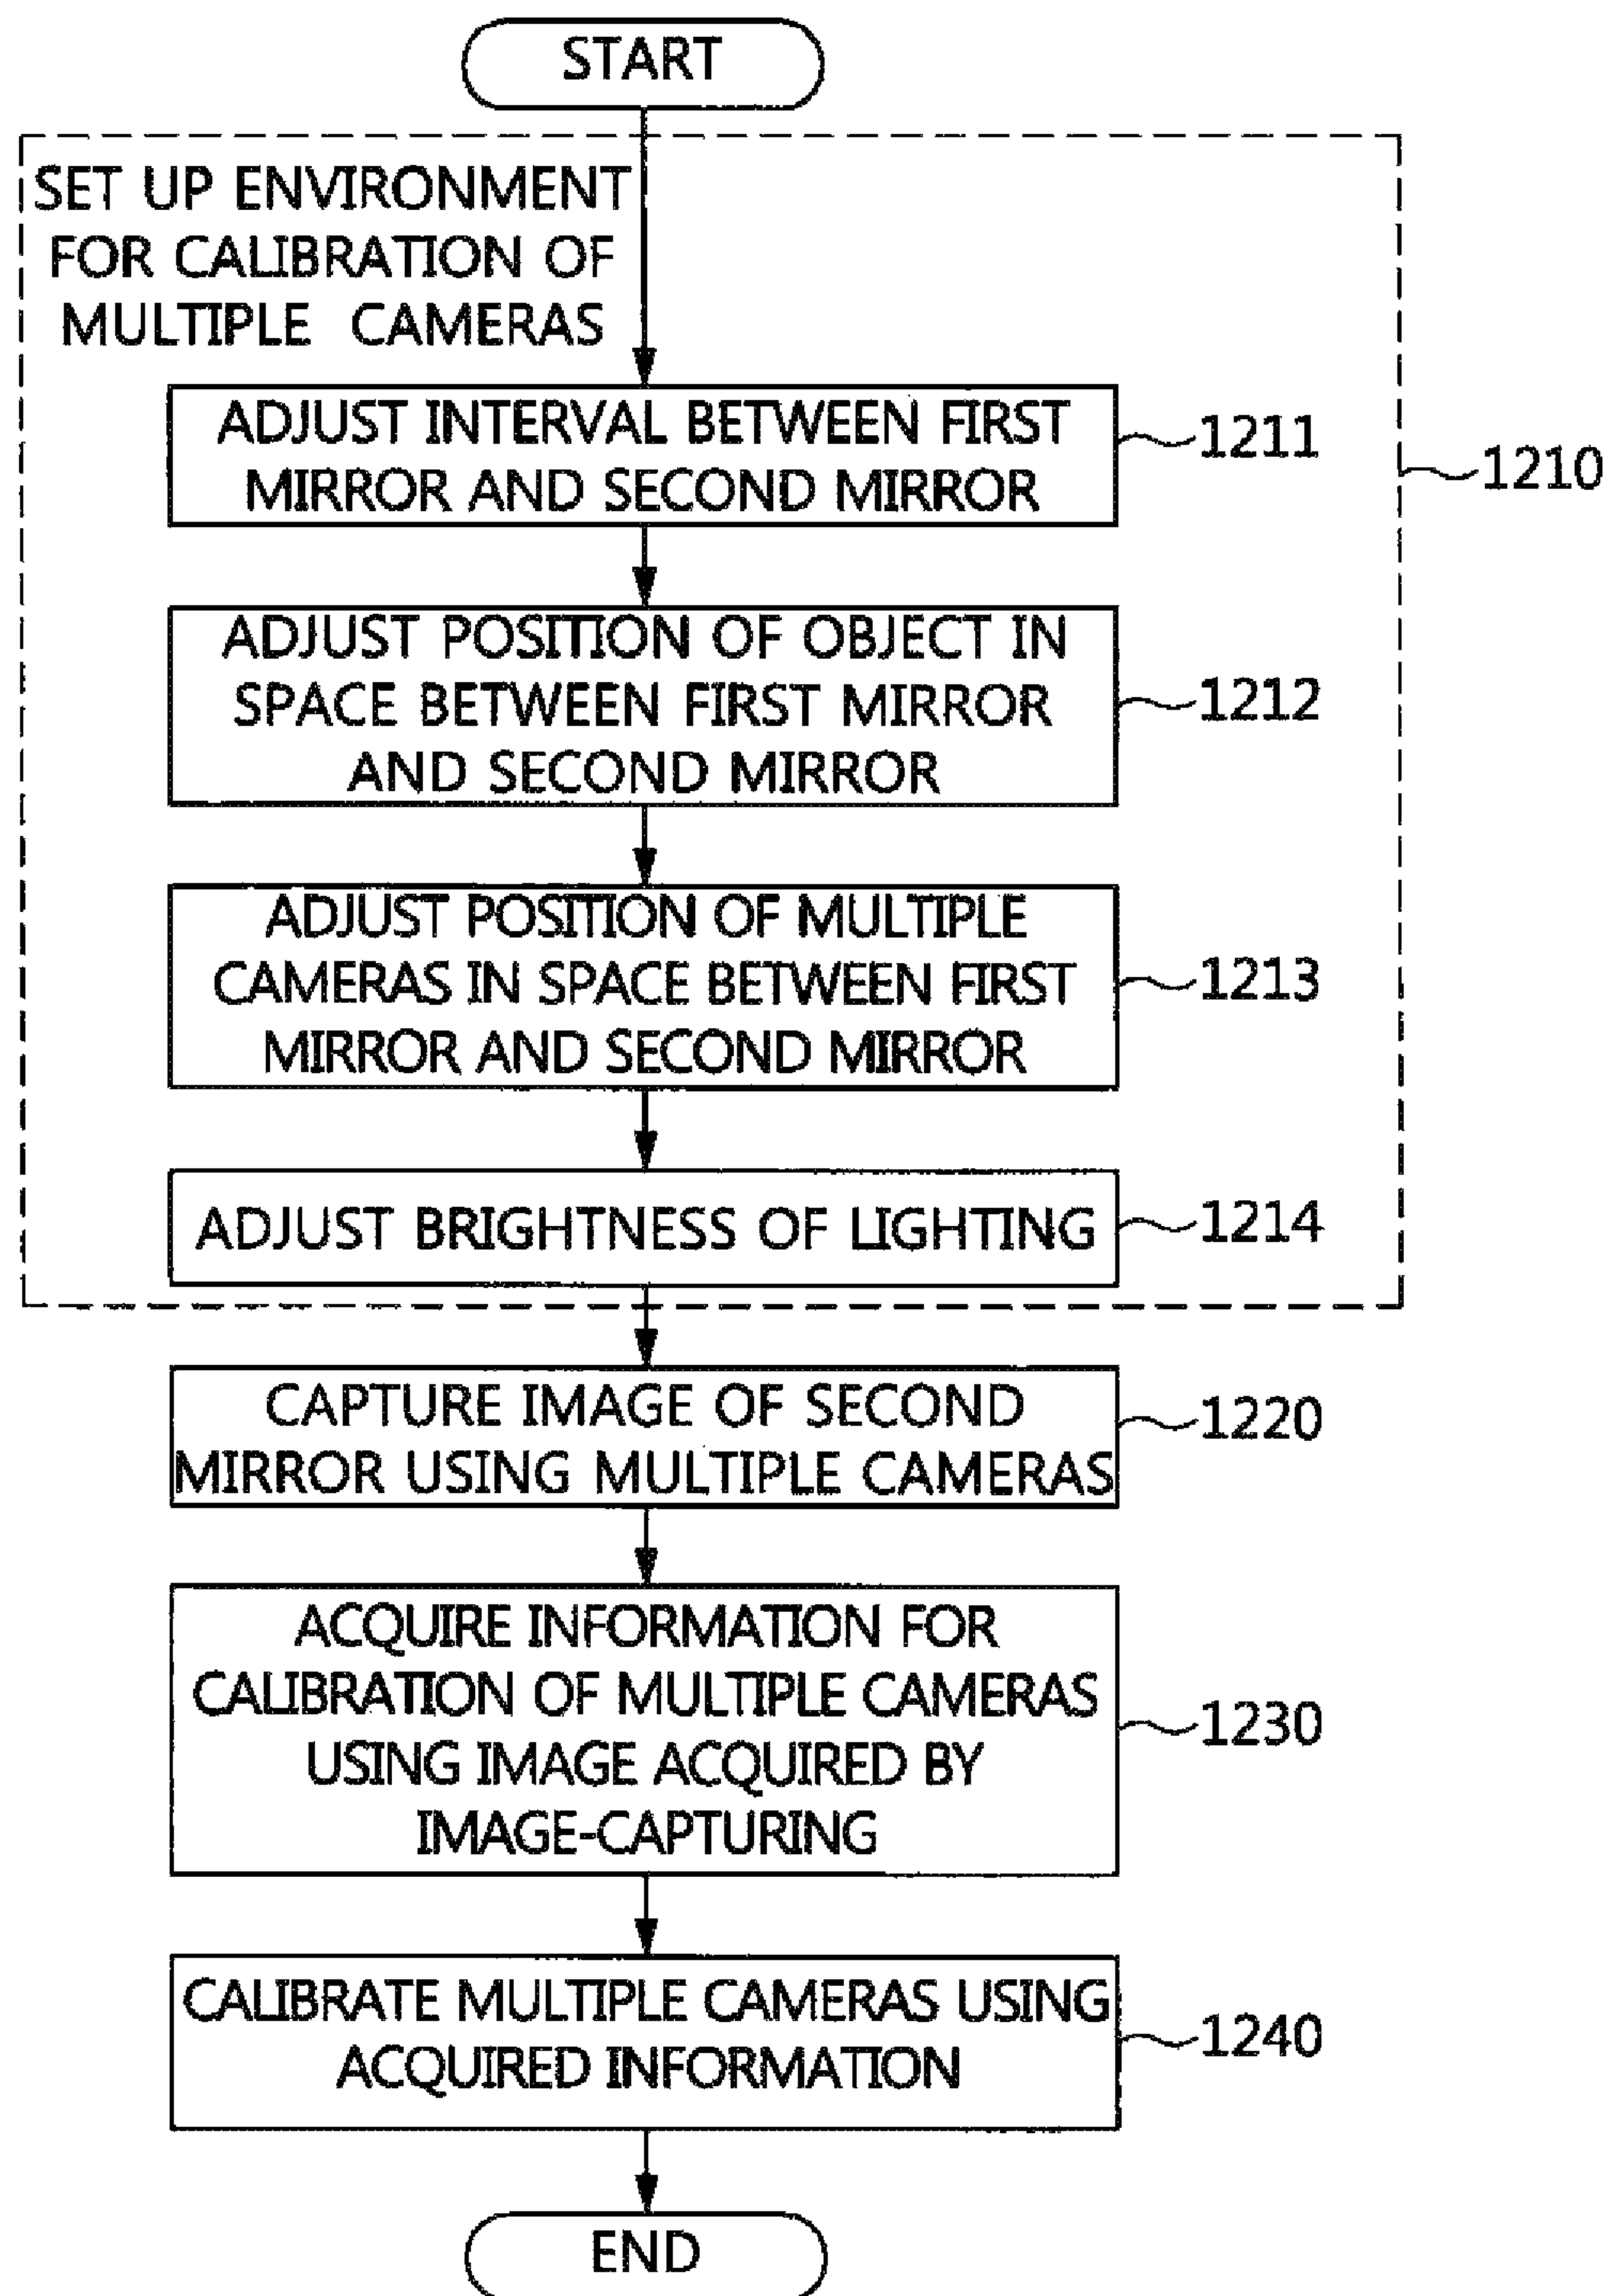 START
SET UP ENVIRONMENT
FOR CALIBRATION OF
MULTIPLE CAMERAS
ADJUST INTERVAL BETWEEN FIRST
MIRROR AND SECOND MIRROR
1211
1210
ADJUST POSITION OF OBJECT IN
SPACE BETWEEN FIRST MIRROR
AND SECOND MIRROR
1212
ADJUST POSITION OF MULTIPLE
CAMERAS IN SPACE BETWEEN FIRST
MIRROR AND SECOND MIRROR
1213
ADJUST BRIGHTNESS OF LIGHTING
1214
CAPTURE IMAGE OF SECOND
MIRROR USING MULTIPLE CAMERAS
1220
ACQUIRE INFORMATION FOR
CALIBRATION OF MULTIPLE CAMERAS
USING IMAGE ACQUIRED BY
IMAGE-CAPTURING
1230
CALIBRATE MULTIPLE CAMERAS USING
ACQUIRED INFORMATION
1240
END